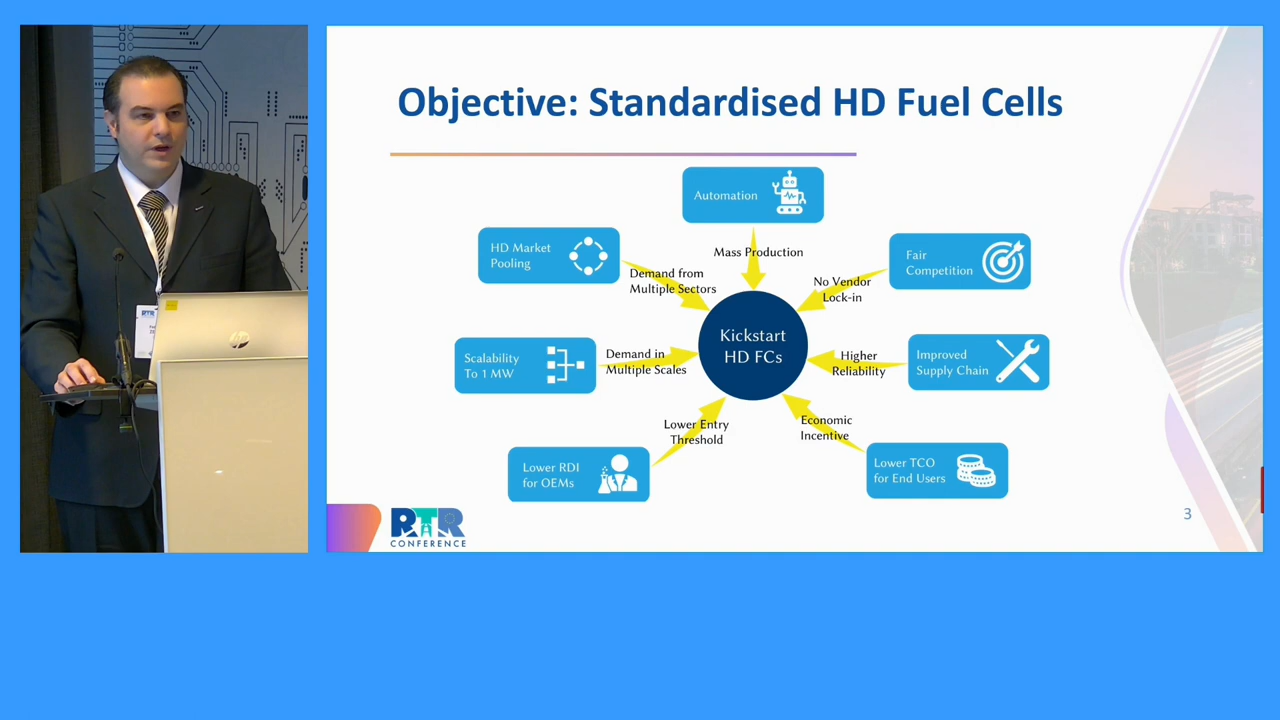 Objective: Standardised HD Fuel Cells
Automation
Mass Production
HD Market
Pooling
Demand from
Multiple Sectors
Fair
Competition
No Vendor
Lock-in
Kickstart
HD FCs
Scalability
To 1 MW
Demand in
Multiple Scales
Higher
Reliability
Improved
Supply Chain
Lower Entry
Threshold
Economic
Incentive
Lower RDI
for OEMs
Lower TCO
for End Users
RTR
CONFERENCE
3
hp
RTR